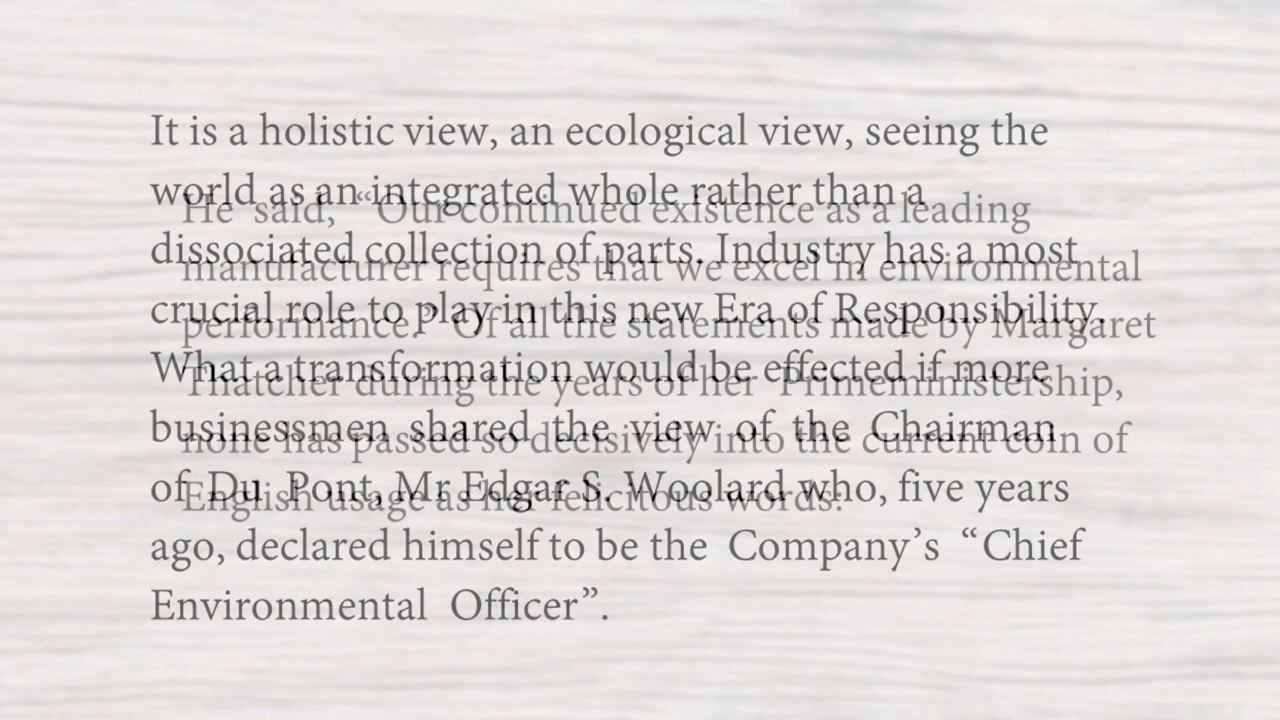 It is a holistic view, an ecological view, seeing the
world as an integrated whole rather than a
dissociated collection of parts. Industry has a most
crucial role to play in this new Era of Responsibility.
What a transformation would be effected if more
businessmen shared the view of the Chairman
of Du Pont, Mr Edgar S. Woolard who, five years
ago, declared himself to be the Company’s “Chief
Environmental Officer”.
He said, “Our continued existence as a leading
manufacturer requires that we excel in environmental
performance.” Of all the statements made by Margaret
Thatcher during the years of her Primeministership,
none has passed so decisively into the current coin of
English usage as her felicitous words: